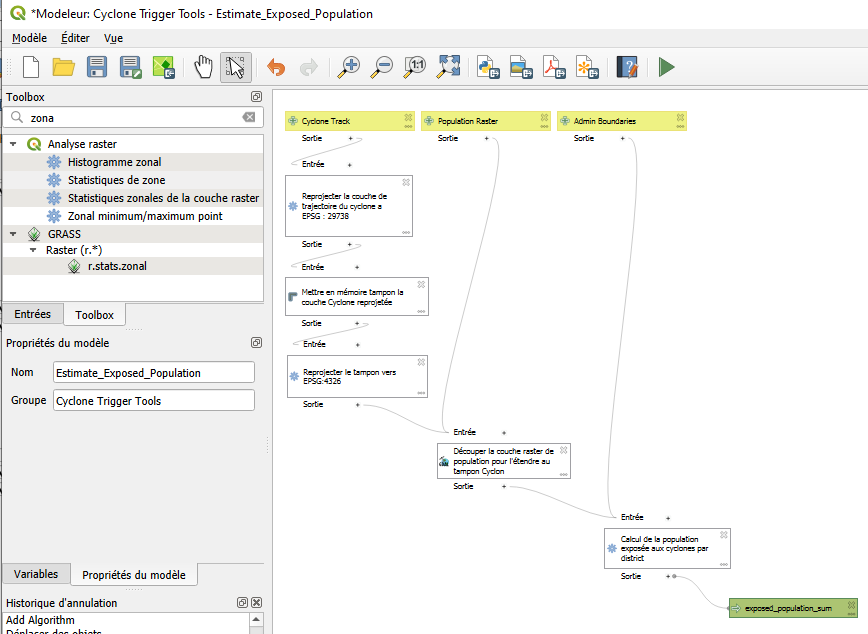 *Modeleur: Cyclone Trigger Tools - Estimate_Exposed_Population
Modèle Éditer Vue
1:1
Toolbox
zona
Analyse raster
Histogramme zonal
Statistiques de zone
Statistiques zonales de la couche raster
Zonal minimum/maximum point
GRASS
Raster (r.*)
r.stats.zonal
Entrées Toolbox
Propriétés du modèle
Nom Estimate_Exposed_Population
Groupe Cyclone Trigger Tools
Variables Propriétés du modèle
Historique d'annulation
Add Algorithm
Déplacer des objets
Cyclone Track
Sortie +
Population Raster
Sortie +
Admin Boundaries
Sortie +
Entrée +
Reprojecter la couche de
trajectoire du cyclone a
EPSG : 29738
Sortie +
Entrée +
Mettre en mémoire tampon la
couche Cyclone reprojetée
Sortie +
Entrée +
Reprojecter le tampon vers
EPSG:4326
Sortie +
Entrée +
Découper la couche raster de
population pour l'étendre au
tampon Cyclon
Sortie +
Entrée +
Calcul de la population
exposée aux cyclones par
district
Sortie +
exposed_population_sum